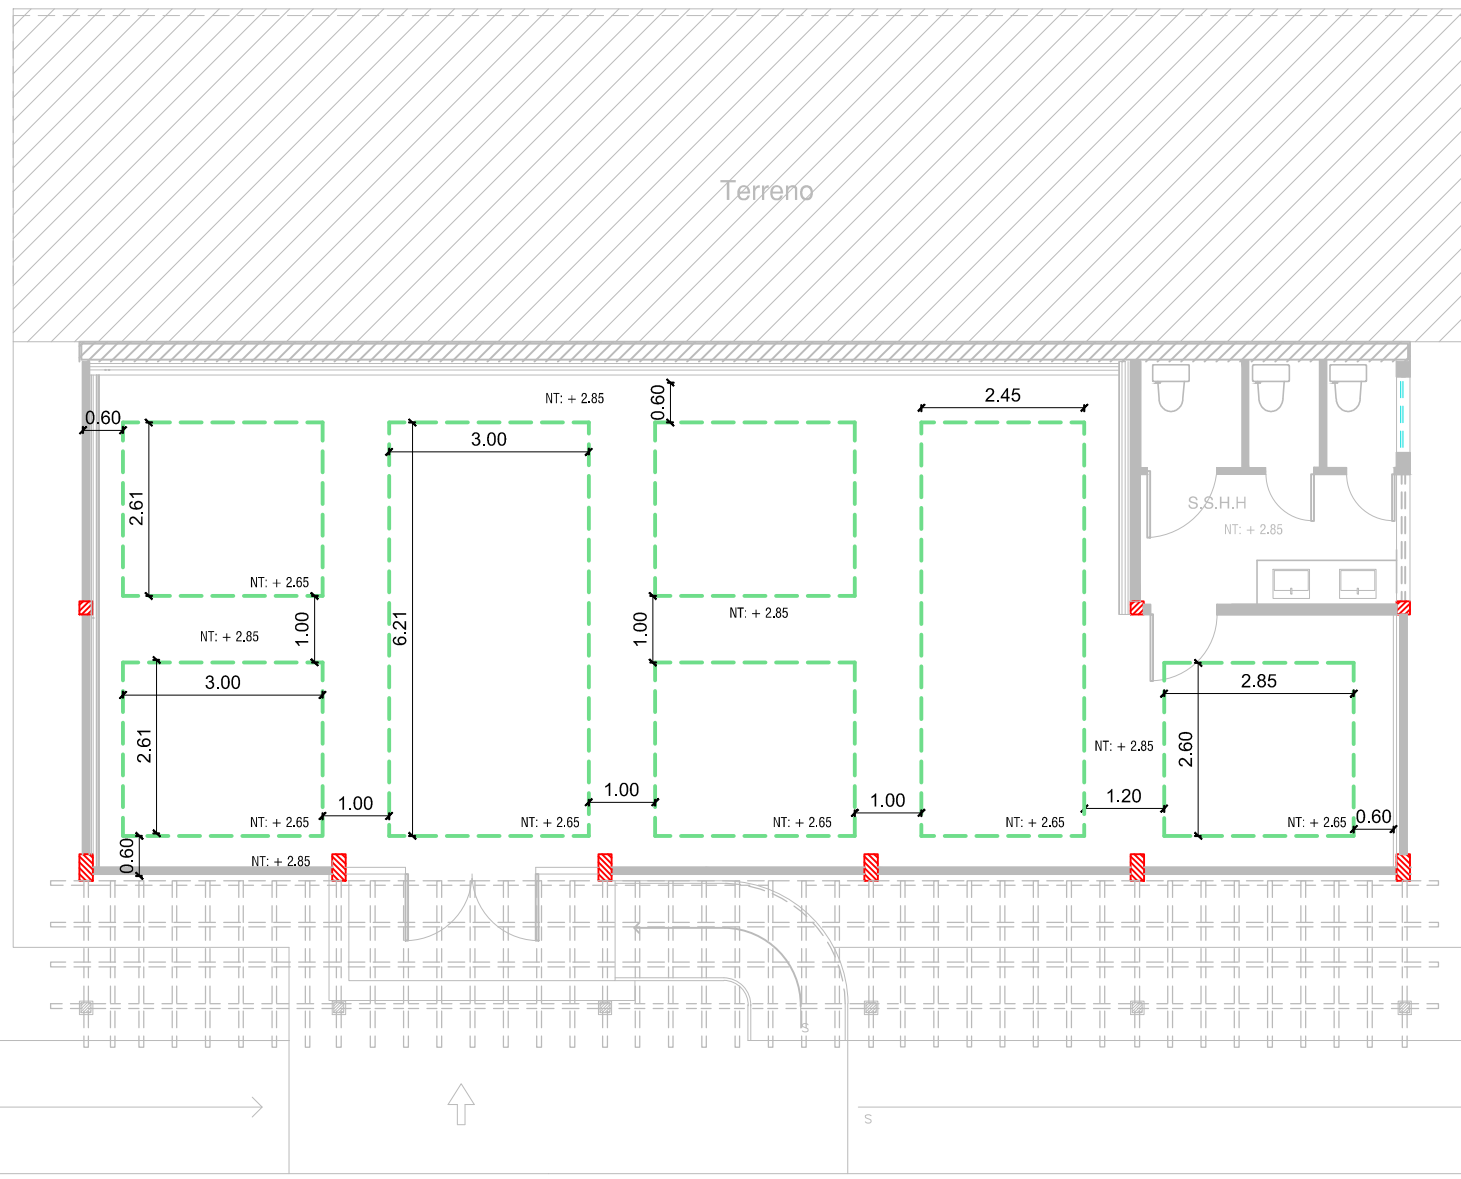 Terreno
NT: + 2.85
0.60
2.45
0.60
3.00
2.61
S.S.H.H
NT: + 2.85
NT: + 2.65
NT: + 2.85
1.00
6.21
1.00
NT: + 2.85
3.00
2.85
2.61
NT: + 2.85
2.60
1.00
1.00
1.00
1.20
NT: + 2.65
NT: + 2.65
NT: + 2.65
NT: + 2.65
NT: + 2.65
0.60
0.60
NT: + 2.85
S
S